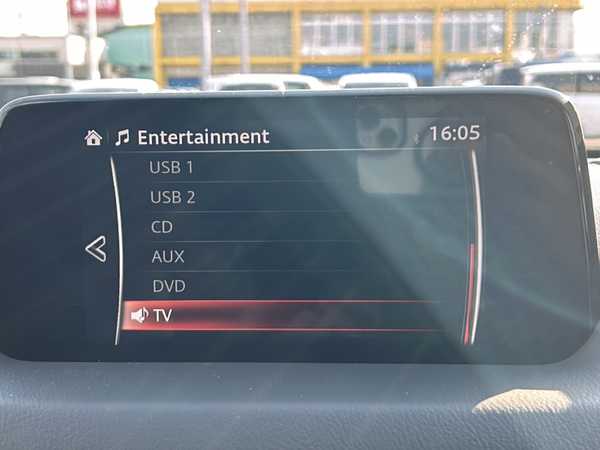 Entertainment 16:05
USB 1
USB 2
CD
AUX
DVD
TV